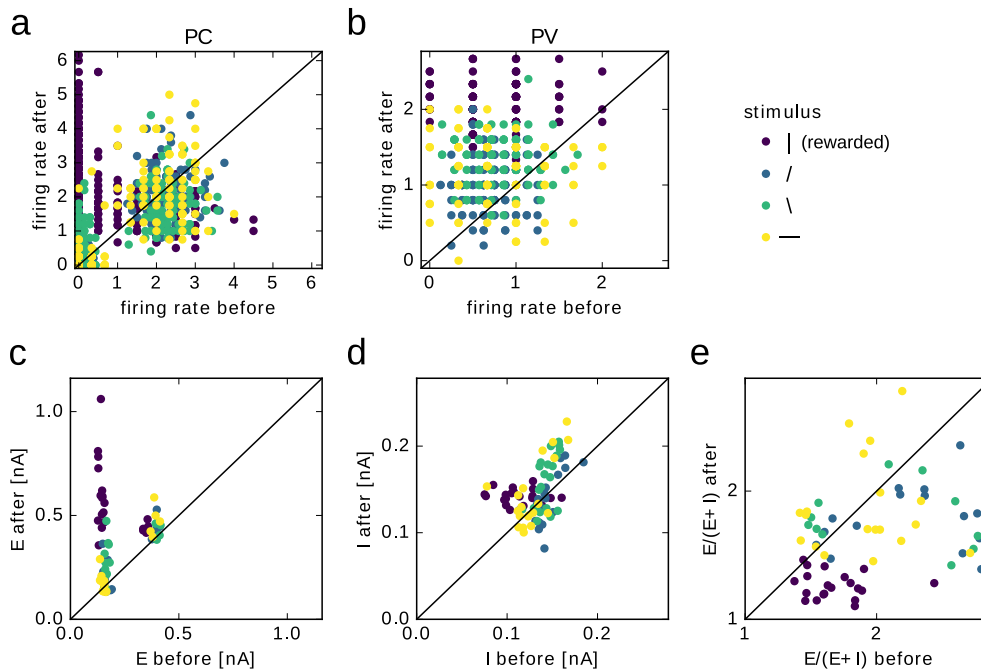 a
PC
firing rate after
6
5
4
3
2
1
0
0 1 2 3 4 5 6
firing rate before
b
PV
firing rate after
2
1
0
0 1 2
firing rate before
stimulus
| (rewarded)
/
\
—
c
E after [nA]
1.0
0.5
0.0
0.0 0.5 1.0
E before [nA]
d
I after [nA]
0.2
0.1
0.0
0.1 0.2
I before [nA]
e
E/(E+ I) after
2
1
1 2
E/(E+ I) before